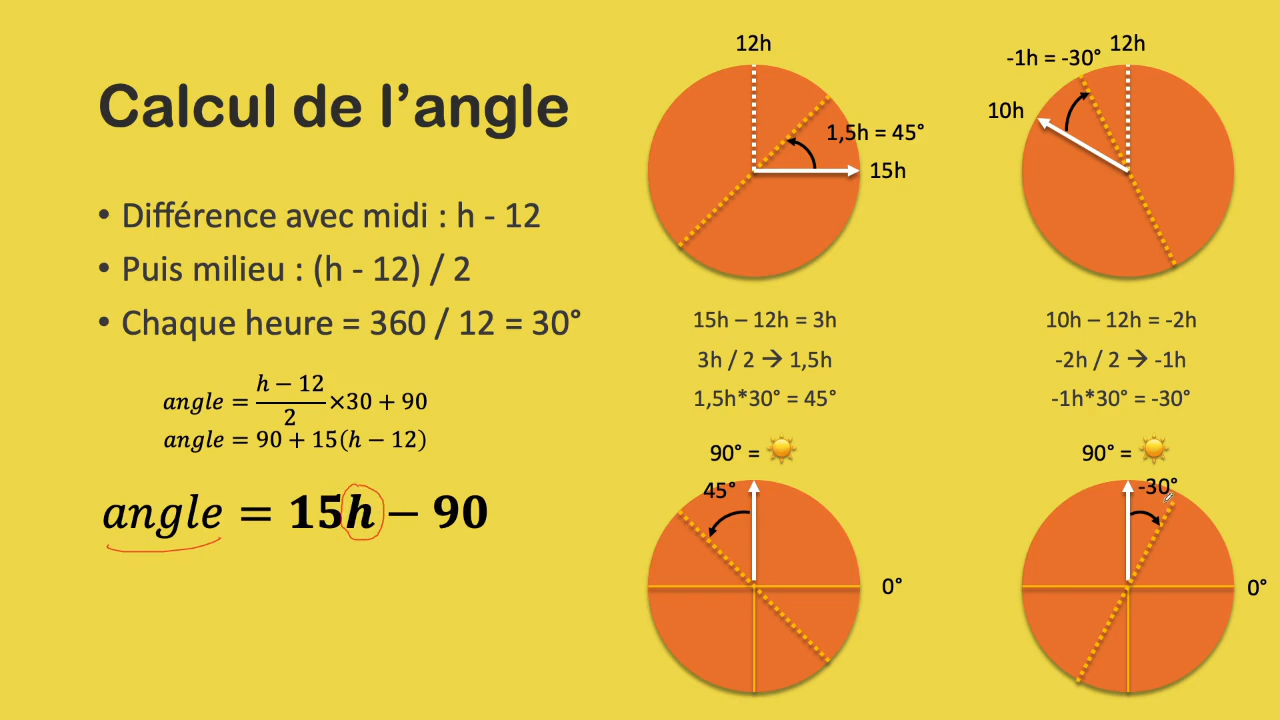 Calcul de l’angle
• Différence avec midi : h - 12
• Puis milieu : (h - 12) / 2
• Chaque heure = 360 / 12 = 30°
angle = (h − 12)/2 ×30 + 90
angle = 90 + 15(h − 12)
angle = 15h − 90
12h
1,5h = 45°
15h
15h – 12h = 3h
3h / 2 → 1,5h
1,5h*30° = 45°
90° =
45°
0°
-1h = -30°
12h
10h
10h – 12h = -2h
-2h / 2 → -1h
-1h*30° = -30°
90° =
-30°
0°